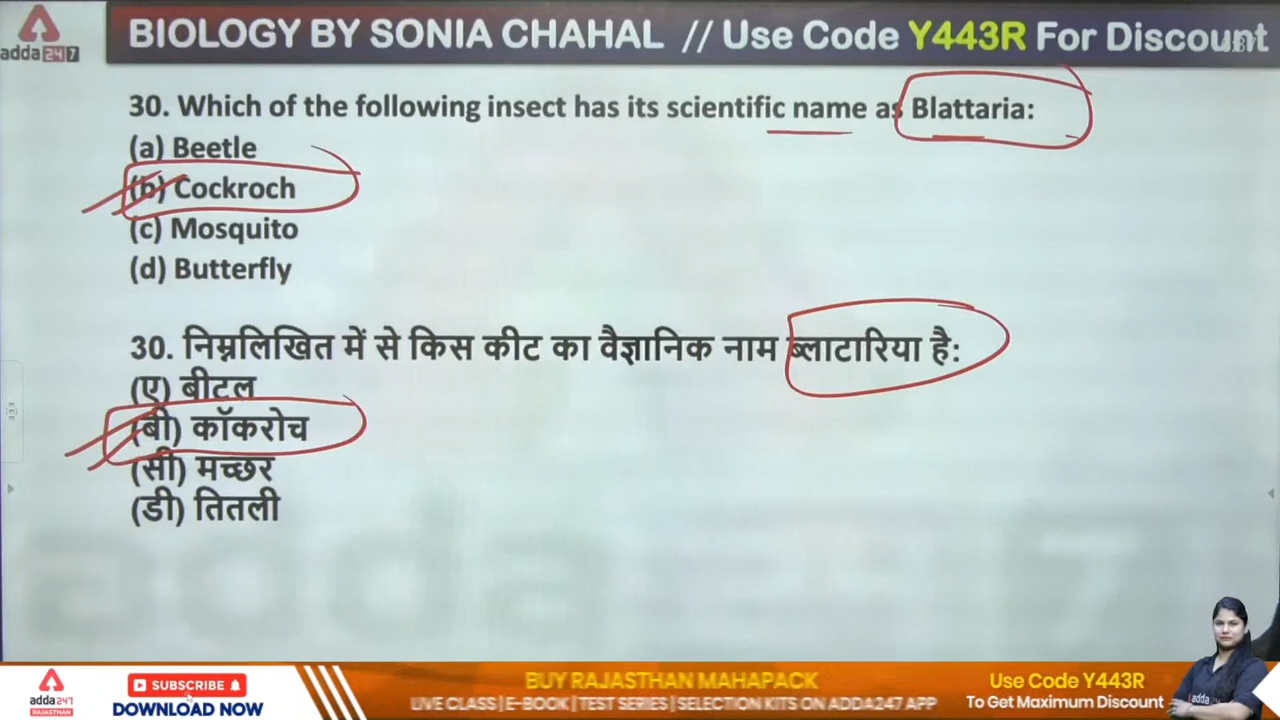 BIOLOGY BY SONIA CHAHAL // Use Code Y443R For Discount
adda247
30. Which of the following insect has its scientific name as Blattaria:
(a) Beetle
(b) Cockroch
(c) Mosquito
(d) Butterfly
30. निम्नलिखित में से किस कीट का वैज्ञानिक नाम ब्लाटारिया है:
(ए) बीटल
(बी) कॉकरोच
(सी) मच्छर
(डी) तितली
adda247
RAJASTHAN
SUBSCRIBE
DOWNLOAD NOW
BUY RAJASTHAN MAHAPACK
LIVE CLASS | E-BOOK | TEST SERIES | SELECTION KITS ON ADDA247 APP
Use Code Y443R
To Get Maximum Discount
adda
adda 7